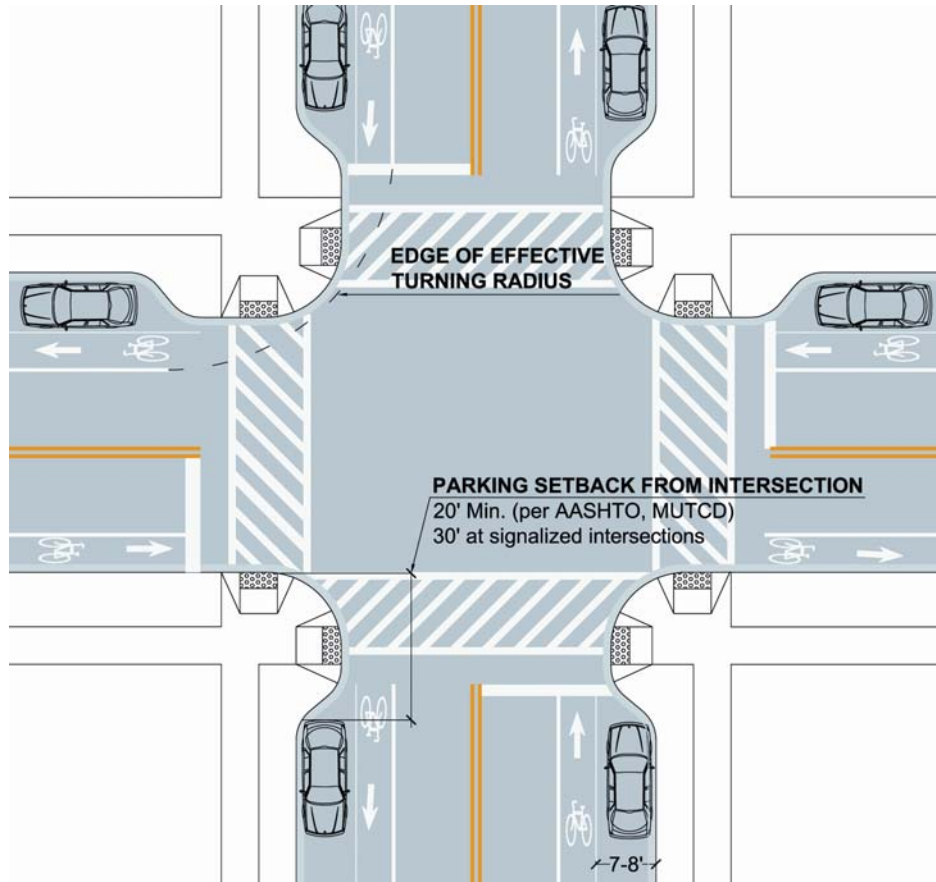 EDGE OF EFFECTIVE
TURNING RADIUS
PARKING SETBACK FROM INTERSECTION
20' Min. (per AASHTO, MUTCD)
30' at signalized intersections
7-8'